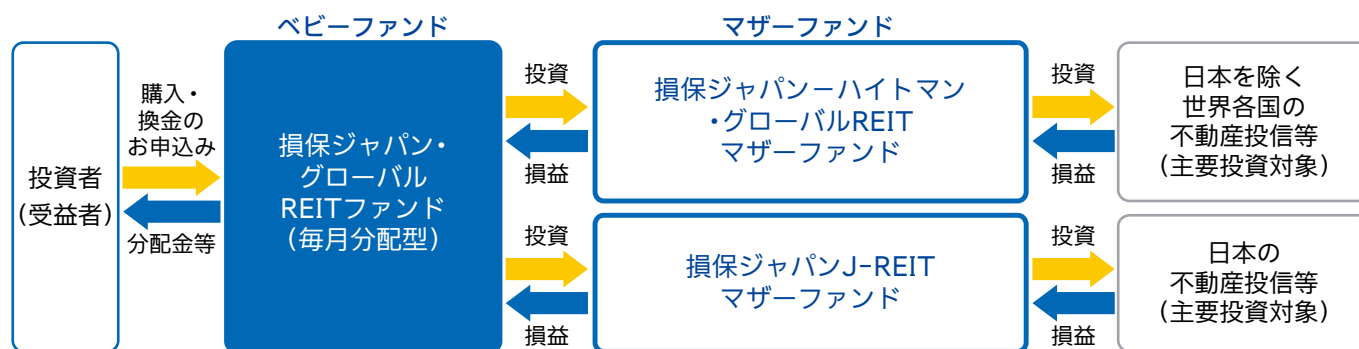 ベビーファンド
マザーファンド
投資者
(受益者)
購入・
換金の
お申込み
分配金等
損保ジャパン・
グローバル
REITファンド
(毎月分配型)
投資
損益
損保ジャパンーハイトマン
・グローバルREIT
マザーファンド
投資
損益
日本を除く
世界各国の
不動産投信等
(主要投資対象)
投資
損益
損保ジャパンJ-REIT
マザーファンド
投資
損益
日本の
不動産投信等
(主要投資対象)